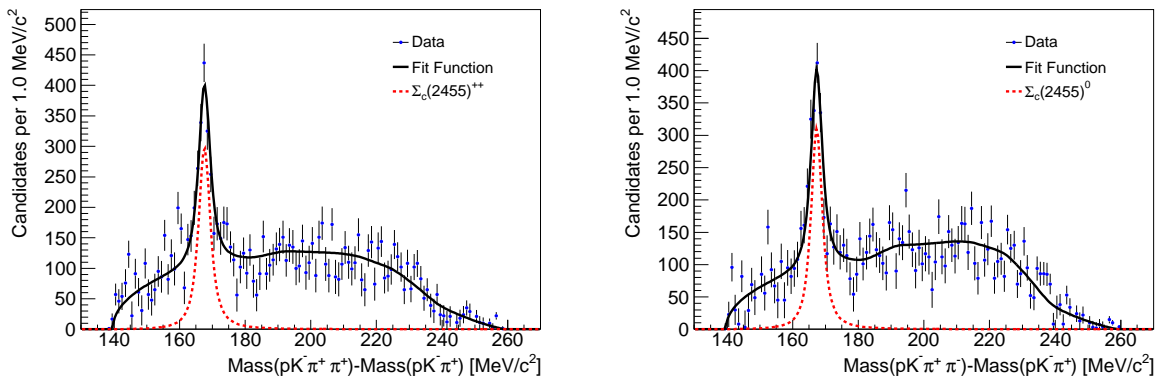 Candidates per 1.0 MeV/c²
500
450
400
350
300
250
200
150
100
50
0
Data
Fit Function
Σc(2455)⁺⁺
140 160 180 200 220 240 260
Mass(pK⁻π⁺ π⁺)-Mass(pK⁻π⁺) [MeV/c²]
Candidates per 1.0 MeV/c²
450
400
350
300
250
200
150
100
50
0
Data
Fit Function
Σc(2455)⁰
140 160 180 200 220 240 260
Mass(pK⁻π⁺ π⁻)-Mass(pK⁻π⁺) [MeV/c²]